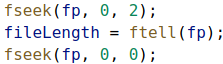 fseek(fp, 0, 2);
fileLength = ftell(fp);
fseek(fp, 0, 0);